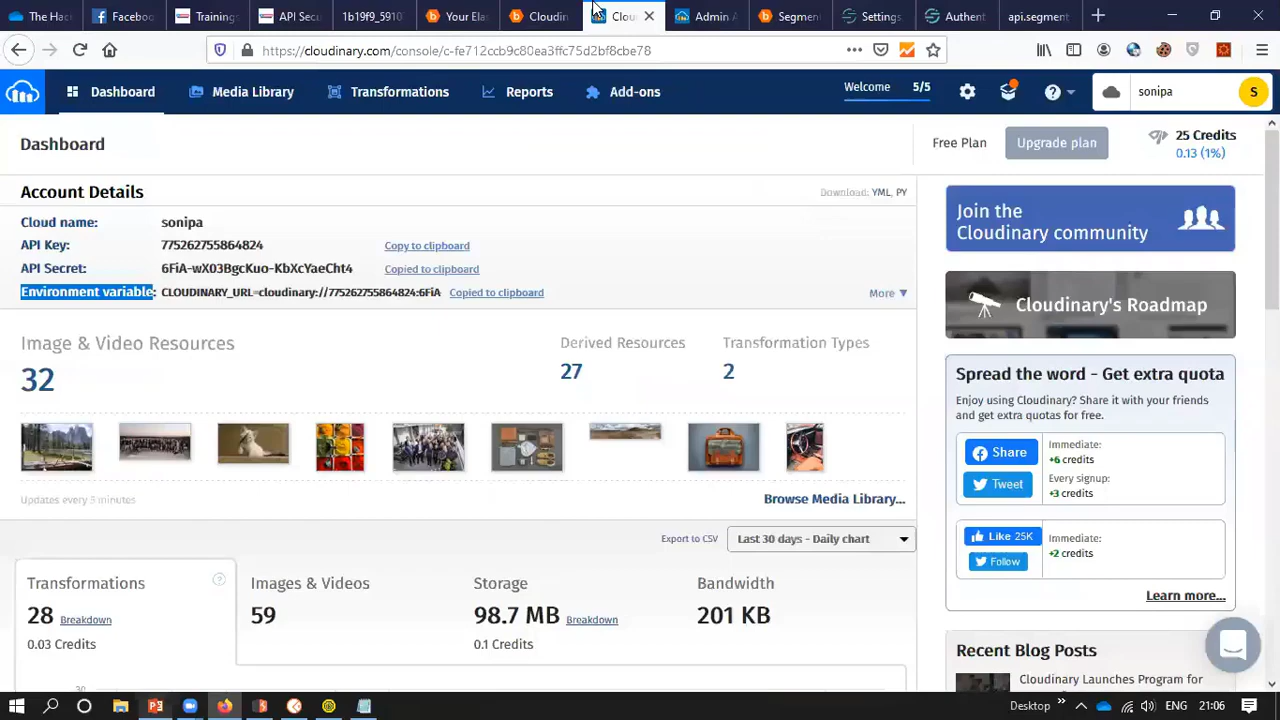 The Hac
Facebo
Trainings
API Secu
1b19f9_5910
Your Ela
Cloudin
Clou
Admin A
Segmen
Settings
Authent
api.segment
https://cloudinary.com/console/c-fe712ccb9c80ea3ffc75d2bf8cbe78
Dashboard
Media Library
Transformations
Reports
Add-ons
Welcome 5/5
sonipa
S
Dashboard
Free Plan
Upgrade plan
25 Credits
0.13 (1%)
Account Details
Download: YML, PY
Cloud name: sonipa
API Key: 775262755864824 Copy to clipboard
API Secret: 6FiA-wX03BgcKuo-KbXcYaeCht4 Copied to clipboard
Environment variable: CLOUDINARY_URL=cloudinary://775262755864824:6FiA Copied to clipboard
More
Join the
Cloudinary community
Cloudinary's Roadmap
Image & Video Resources
32
Derived Resources
27
Transformation Types
2
Updates every 5 minutes
Browse Media Library...
Spread the word - Get extra quota
Enjoy using Cloudinary? Share it with your friends
and get extra quotas for free.
Share
Tweet
Immediate:
+6 credits
Every signup:
+3 credits
Like 25K
Follow
Immediate:
+2 credits
Learn more...
Export to CSV
Last 30 days - Daily chart
Transformations
28 Breakdown
0.03 Credits
Images & Videos
59
Storage
98.7 MB Breakdown
0.1 Credits
Bandwidth
201 KB
30
Recent Blog Posts
Cloudinary Launches Program for
Desktop
ENG
21:06